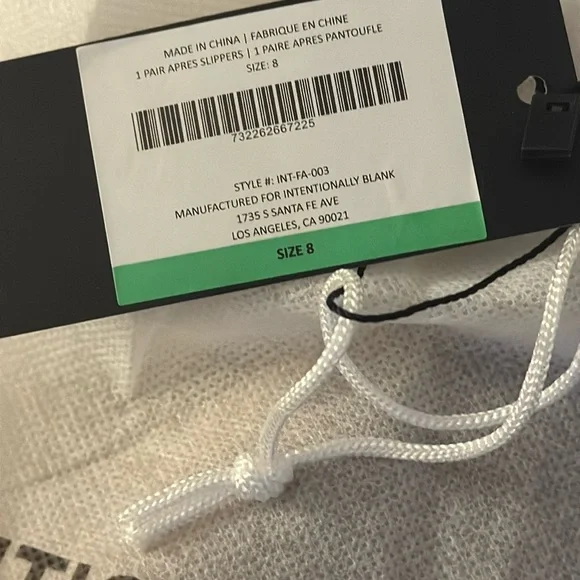 MADE IN CHINA | FABRIQUE EN CHINE
1 PAIR APRES SLIPPERS | 1 PAIRE APRES PANTOUFLE
SIZE: 8
732262667225
STYLE #: INT-FA-003
MANUFACTURED FOR INTENTIONALLY BLANK
1735 S SANTA FE AVE
LOS ANGELES, CA 90021
SIZE 8